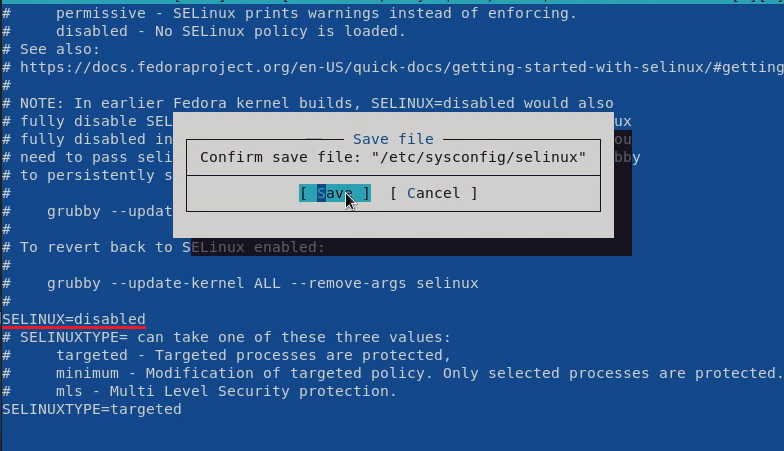 #     permissive - SELinux prints warnings instead of enforcing.
#     disabled - No SELinux policy is loaded.
# See also:
# https://docs.fedoraproject.org/en-US/quick-docs/getting-started-with-selinux/#getting
#
# NOTE: In earlier Fedora kernel builds, SELINUX=disabled would also
# fully disable SEL ux
# fully disabled in ou
# need to pass seli by
# to persistently s
#
#    grubby --updat
#
Save file
Confirm save file: "/etc/sysconfig/selinux"
[ Save ]  [ Cancel ]
# To revert back to SELinux enabled:
#
#    grubby --update-kernel ALL --remove-args selinux
#
SELINUX=disabled
# SELINUXTYPE= can take one of these three values:
#     targeted - Targeted processes are protected,
#     minimum - Modification of targeted policy. Only selected processes are protected.
#     mls - Multi Level Security protection.
SELINUXTYPE=targeted